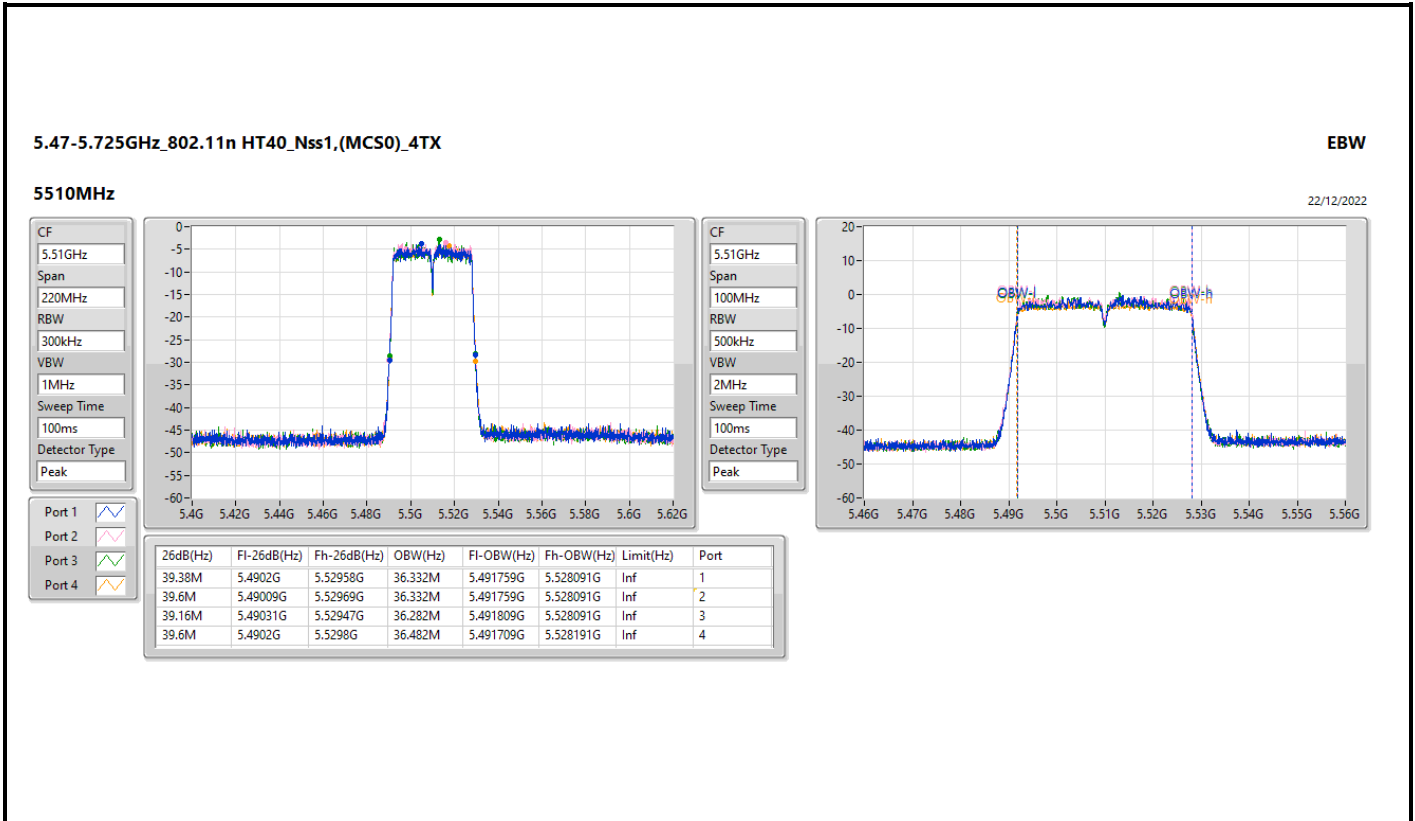 5.47-5.725GHz_802.11n HT40_Nss1,(MCS0)_4TX
EBW
5510MHz
22/12/2022
CF
5.51GHz
Span
220MHz
RBW
300kHz
VBW
1MHz
Sweep Time
100ms
Detector Type
Peak
0
-5
-10
-15
-20
-25
-30
-35
-40
-45
-50
-55
-60
5.4G 5.42G 5.44G 5.46G 5.48G 5.5G 5.52G 5.54G 5.56G 5.58G 5.6G 5.62G
CF
5.51GHz
Span
100MHz
RBW
500kHz
VBW
2MHz
Sweep Time
100ms
Detector Type
Peak
20
10
0
-10
-20
-30
-40
-50
-60
OBW-l OBW-h
5.46G 5.47G 5.48G 5.49G 5.5G 5.51G 5.52G 5.53G 5.54G 5.55G 5.56G
Port 1
Port 2
Port 3
Port 4
26dB(Hz) Fl-26dB(Hz) Fh-26dB(Hz) OBW(Hz) Fl-OBW(Hz) Fh-OBW(Hz) Limit(Hz) Port
39.38M 5.4902G 5.52958G 36.332M 5.491759G 5.528091G Inf 1
39.6M 5.49009G 5.52969G 36.332M 5.491759G 5.528091G Inf 2
39.16M 5.49031G 5.52947G 36.282M 5.491809G 5.528091G Inf 3
39.6M 5.4902G 5.5298G 36.482M 5.491709G 5.528191G Inf 4